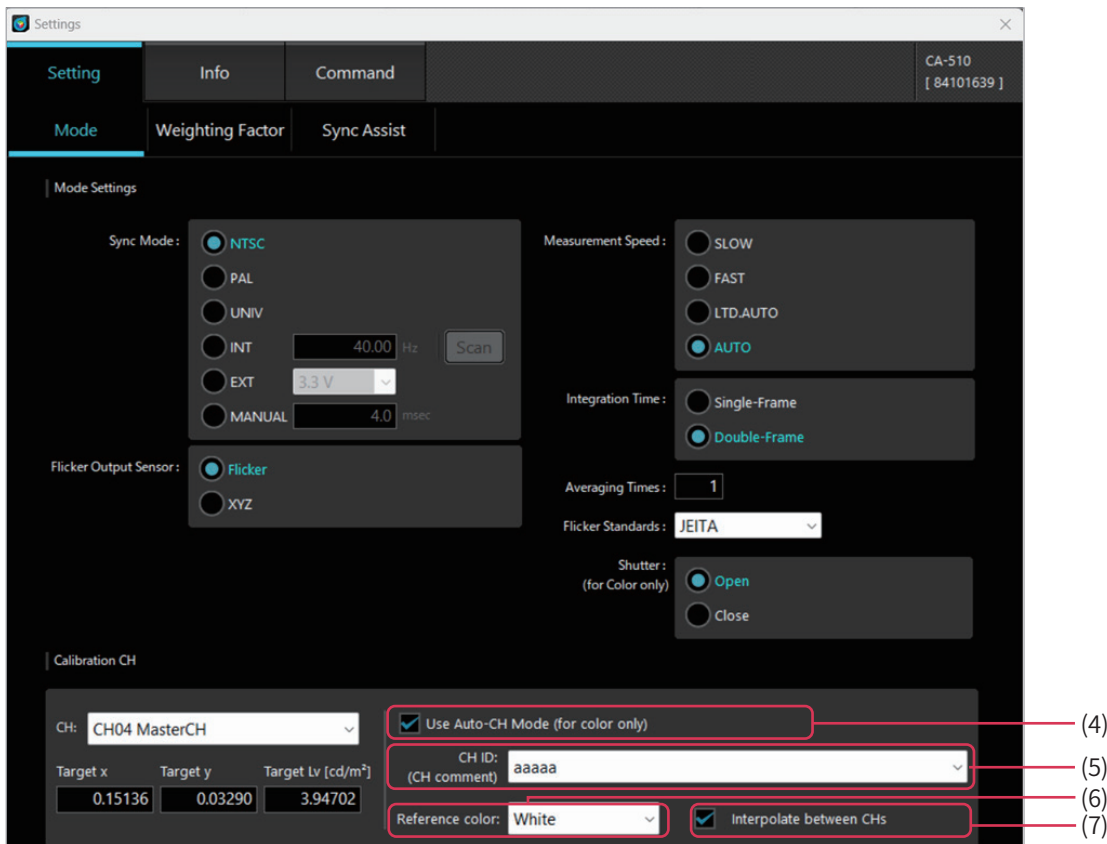 Settings
Setting
Info
Command
CA-510
[ 84101639 ]
Mode
Weighting Factor
Sync Assist
Mode Settings
Sync Mode :
NTSC
PAL
UNIV
INT
40.00 Hz
Scan
EXT
3.3 V
MANUAL
4.0 msec
Flicker Output Sensor :
Flicker
XYZ
Measurement Speed :
SLOW
FAST
LTD.AUTO
AUTO
Integration Time :
Single-Frame
Double-Frame
Averaging Times :
1
Flicker Standards :
JEITA
Shutter :
(for Color only)
Open
Close
Calibration CH
CH:
CH04 MasterCH
Target x
Target y
Target Lv [cd/m²]
0.15136
0.03290
3.94702
Use Auto-CH Mode (for color only)
(4)
CH ID:
(CH comment)
aaaaa
(5)
(6)
Reference color:
White
Interpolate between CHs
(7)